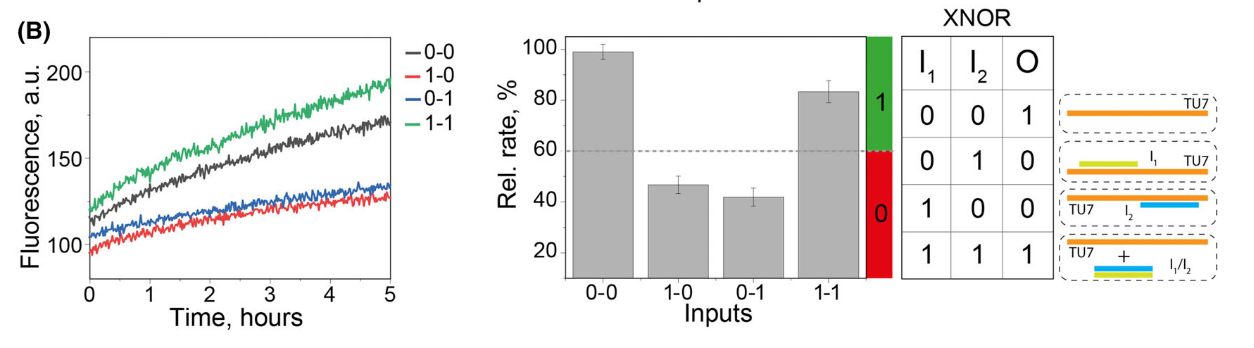 (B)
Fluorescence, a.u.
200
150
100
0 1 2 3 4 5
Time, hours
0-0
1-0
0-1
1-1
Rel. rate, %
100
80
60
40
20
0-0 1-0 0-1 1-1
Inputs
1
0
XNOR
I₁ I₂ O
0 0 1
0 1 0
1 0 0
1 1 1
TU7
I₁ TU7
TU7 I₂
TU7 + I₁/I₂